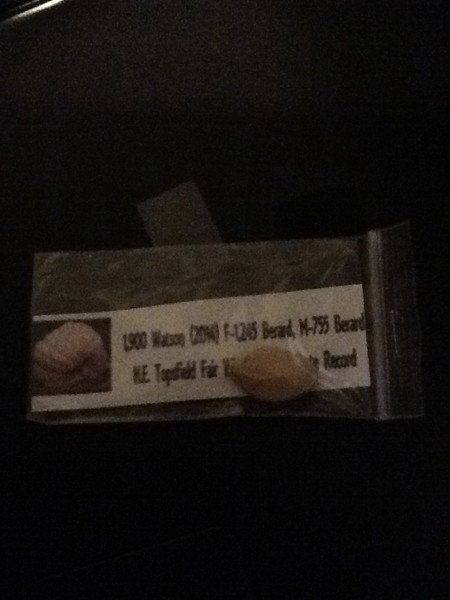 1,900 Watson (2014) F-1,245 Berard, M-755 Berard
N.E. Topsfield Fair Record